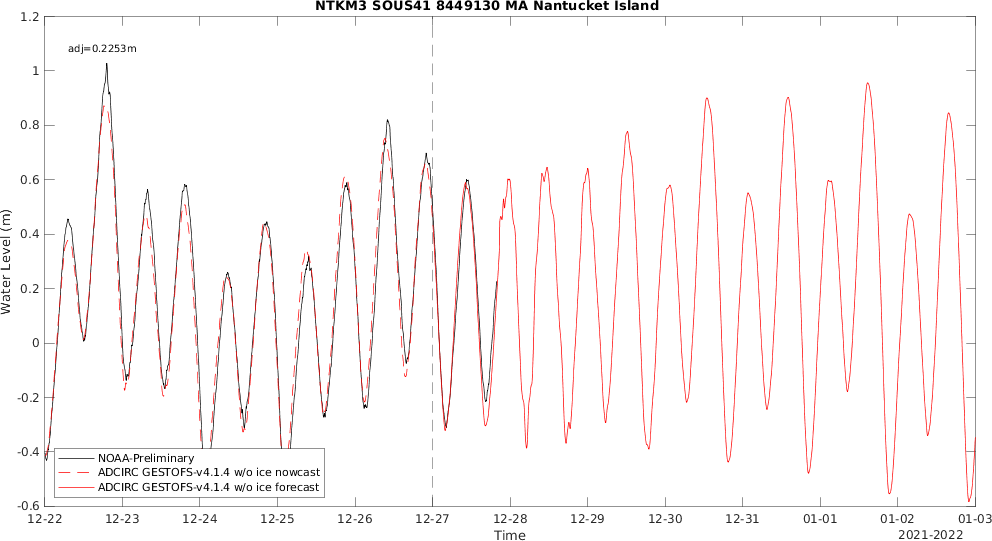 NTKM3 SOUS41 8449130 MA Nantucket Island
adj=0.2253m
1.2
1
0.8
0.6
0.4
0.2
0
-0.2
-0.4
-0.6
Water Level (m)
NOAA-Preliminary
ADCIRC GESTOFS-v4.1.4 w/o ice nowcast
ADCIRC GESTOFS-v4.1.4 w/o ice forecast
12-22 12-23 12-24 12-25 12-26 12-27 12-28 12-29 12-30 12-31 01-01 01-02 01-03
Time
2021-2022